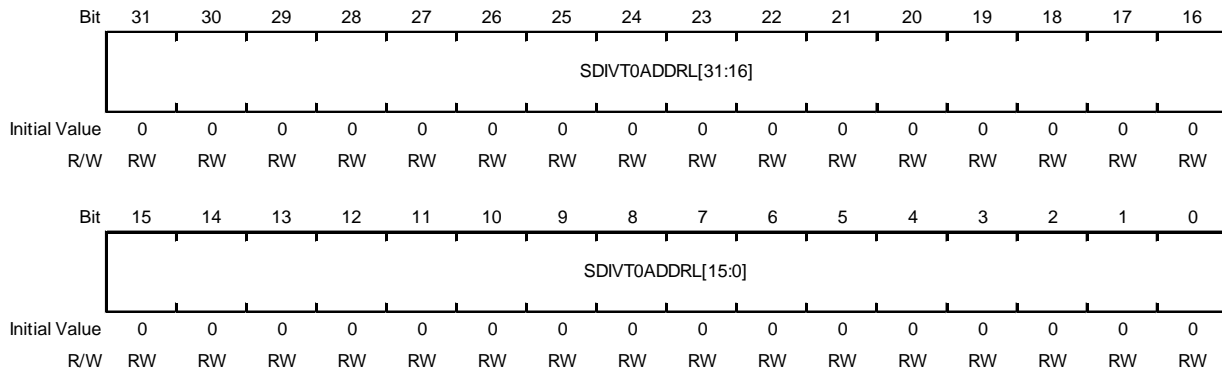 Bit 31 30 29 28 27 26 25 24 23 22 21 20 19 18 17 16
SDIVT0ADDRL[31:16]
Initial Value 0 0 0 0 0 0 0 0 0 0 0 0 0 0 0 0
R/W RW RW RW RW RW RW RW RW RW RW RW RW RW RW RW RW
Bit 15 14 13 12 11 10 9 8 7 6 5 4 3 2 1 0
SDIVT0ADDRL[15:0]
Initial Value 0 0 0 0 0 0 0 0 0 0 0 0 0 0 0 0
R/W RW RW RW RW RW RW RW RW RW RW RW RW RW RW RW RW